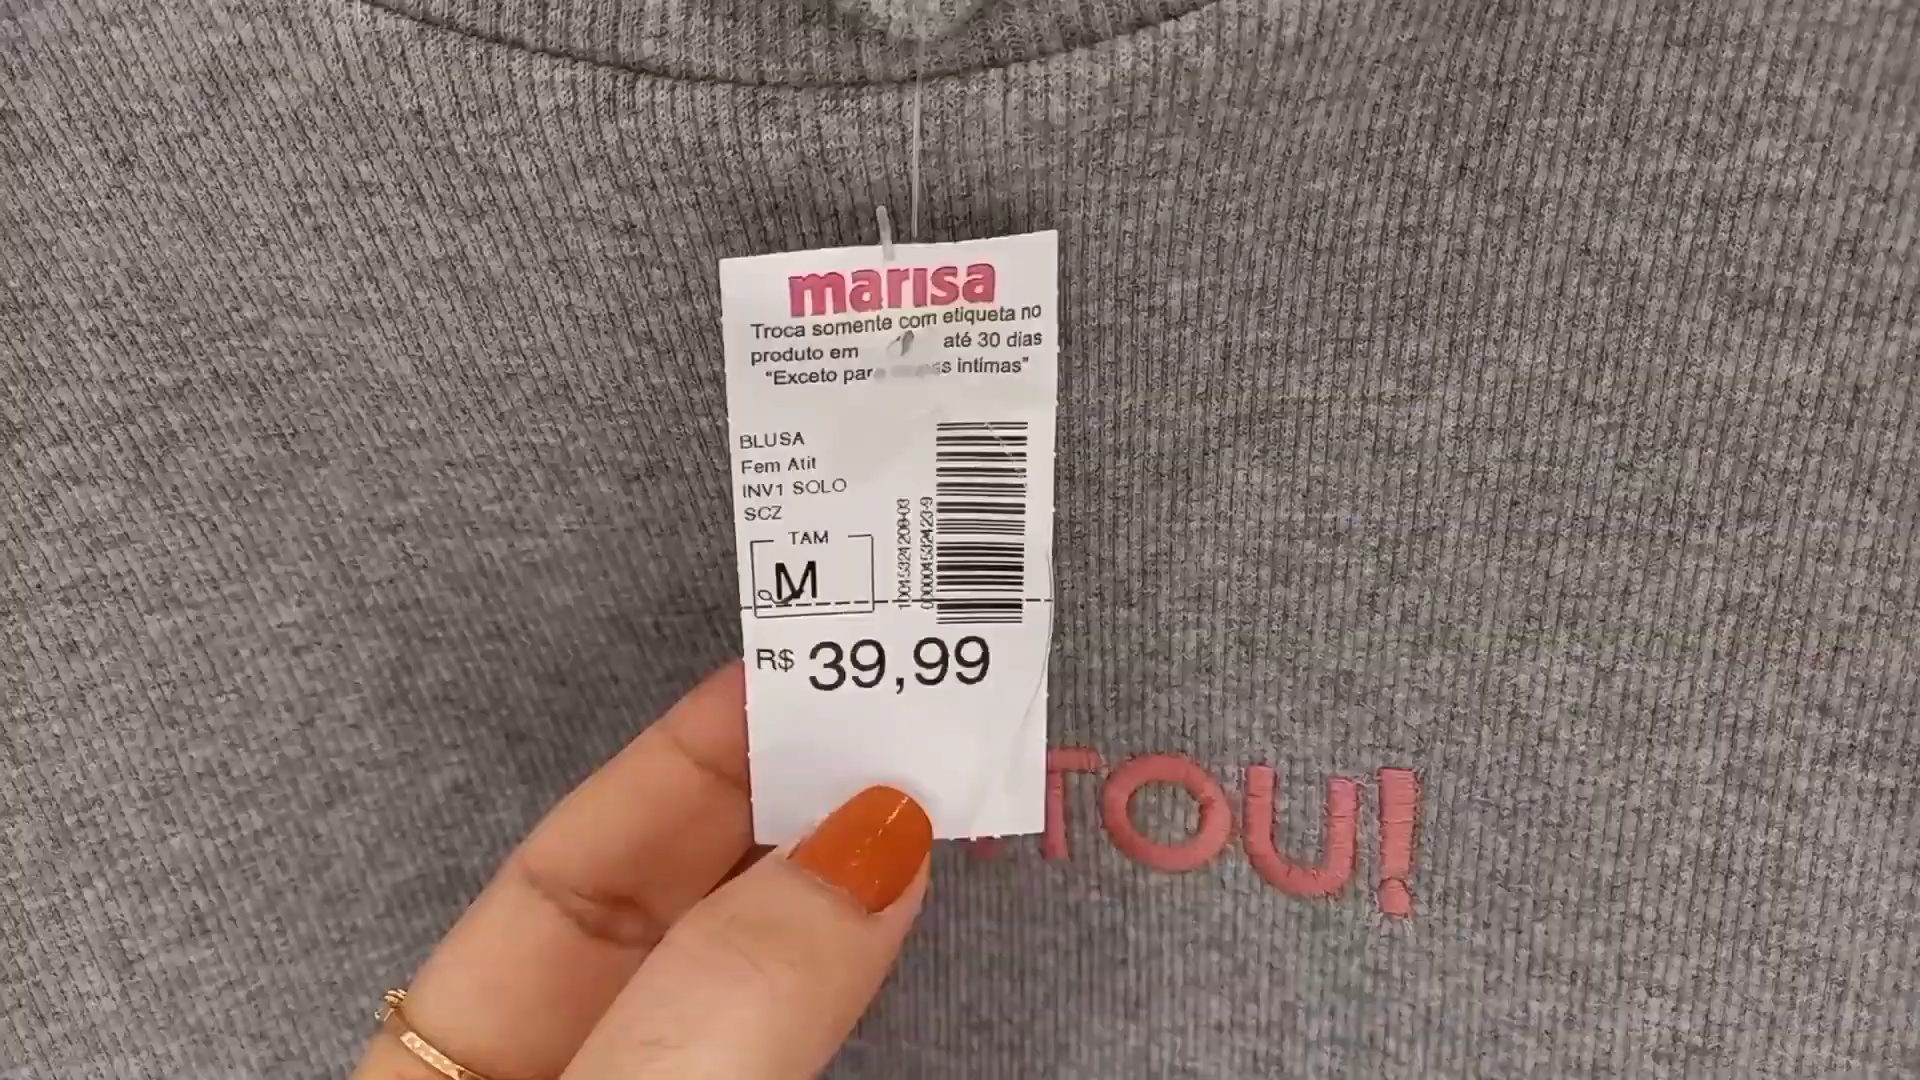 marisa
Troca somente com etiqueta no
produto em até 30 dias
"Exceto para intimas"
BLUSA
Fem Atit
INV1 SOLO
SCZ
TAM
M
R$ 39,99
TOU!